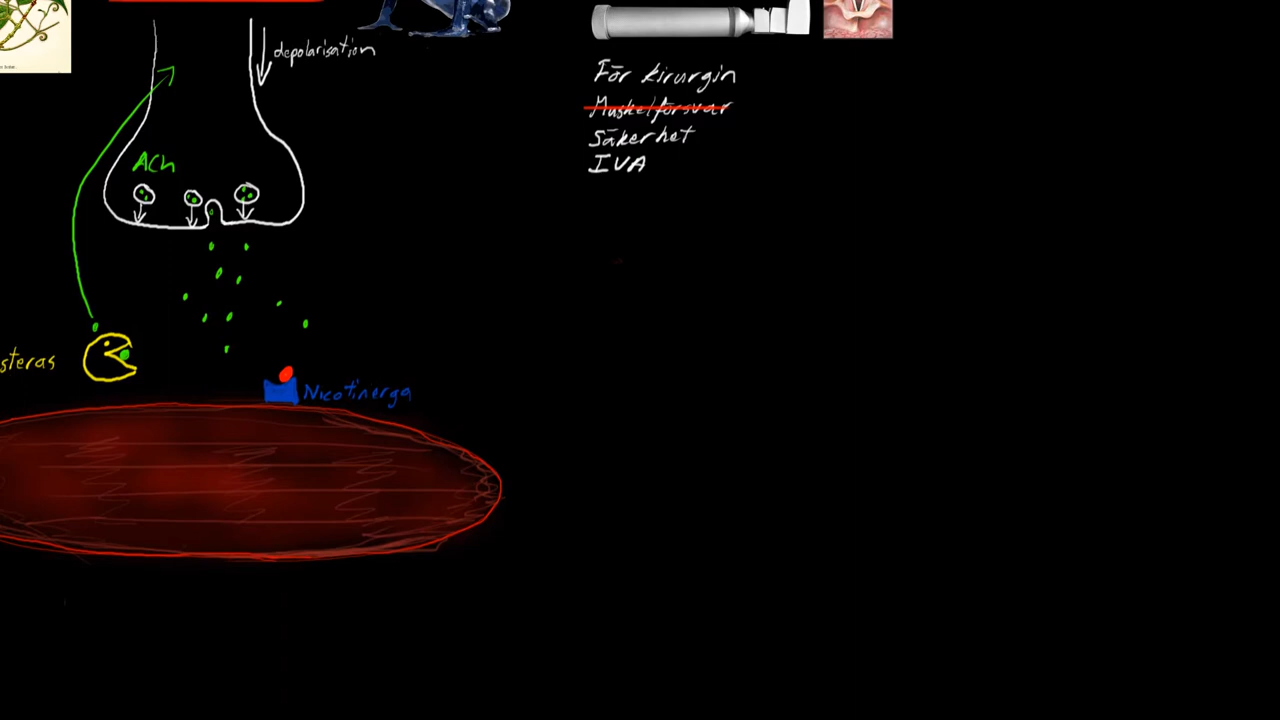 depolarisation
ACh
steras
Nicotinerga
För kirurgin
Muskelförsvar
Säkerhet
IVA